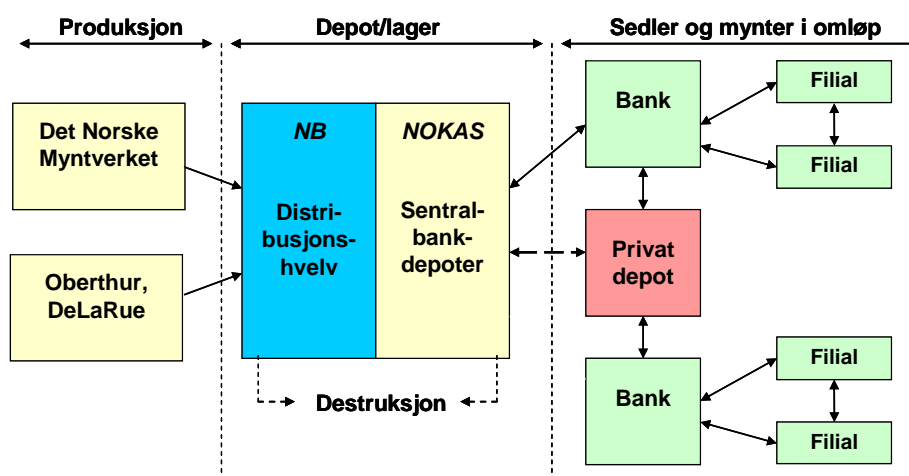 Produksjon
Depot/lager
Sedler og mynter i omløp
Det Norske
Myntverket
Oberthur,
DeLaRue
NB
Distri-
busjons-
hvelv
NOKAS
Sentral-
bank-
depoter
Destruksjon
Bank
Filial
Filial
Privat
depot
Bank
Filial
Filial